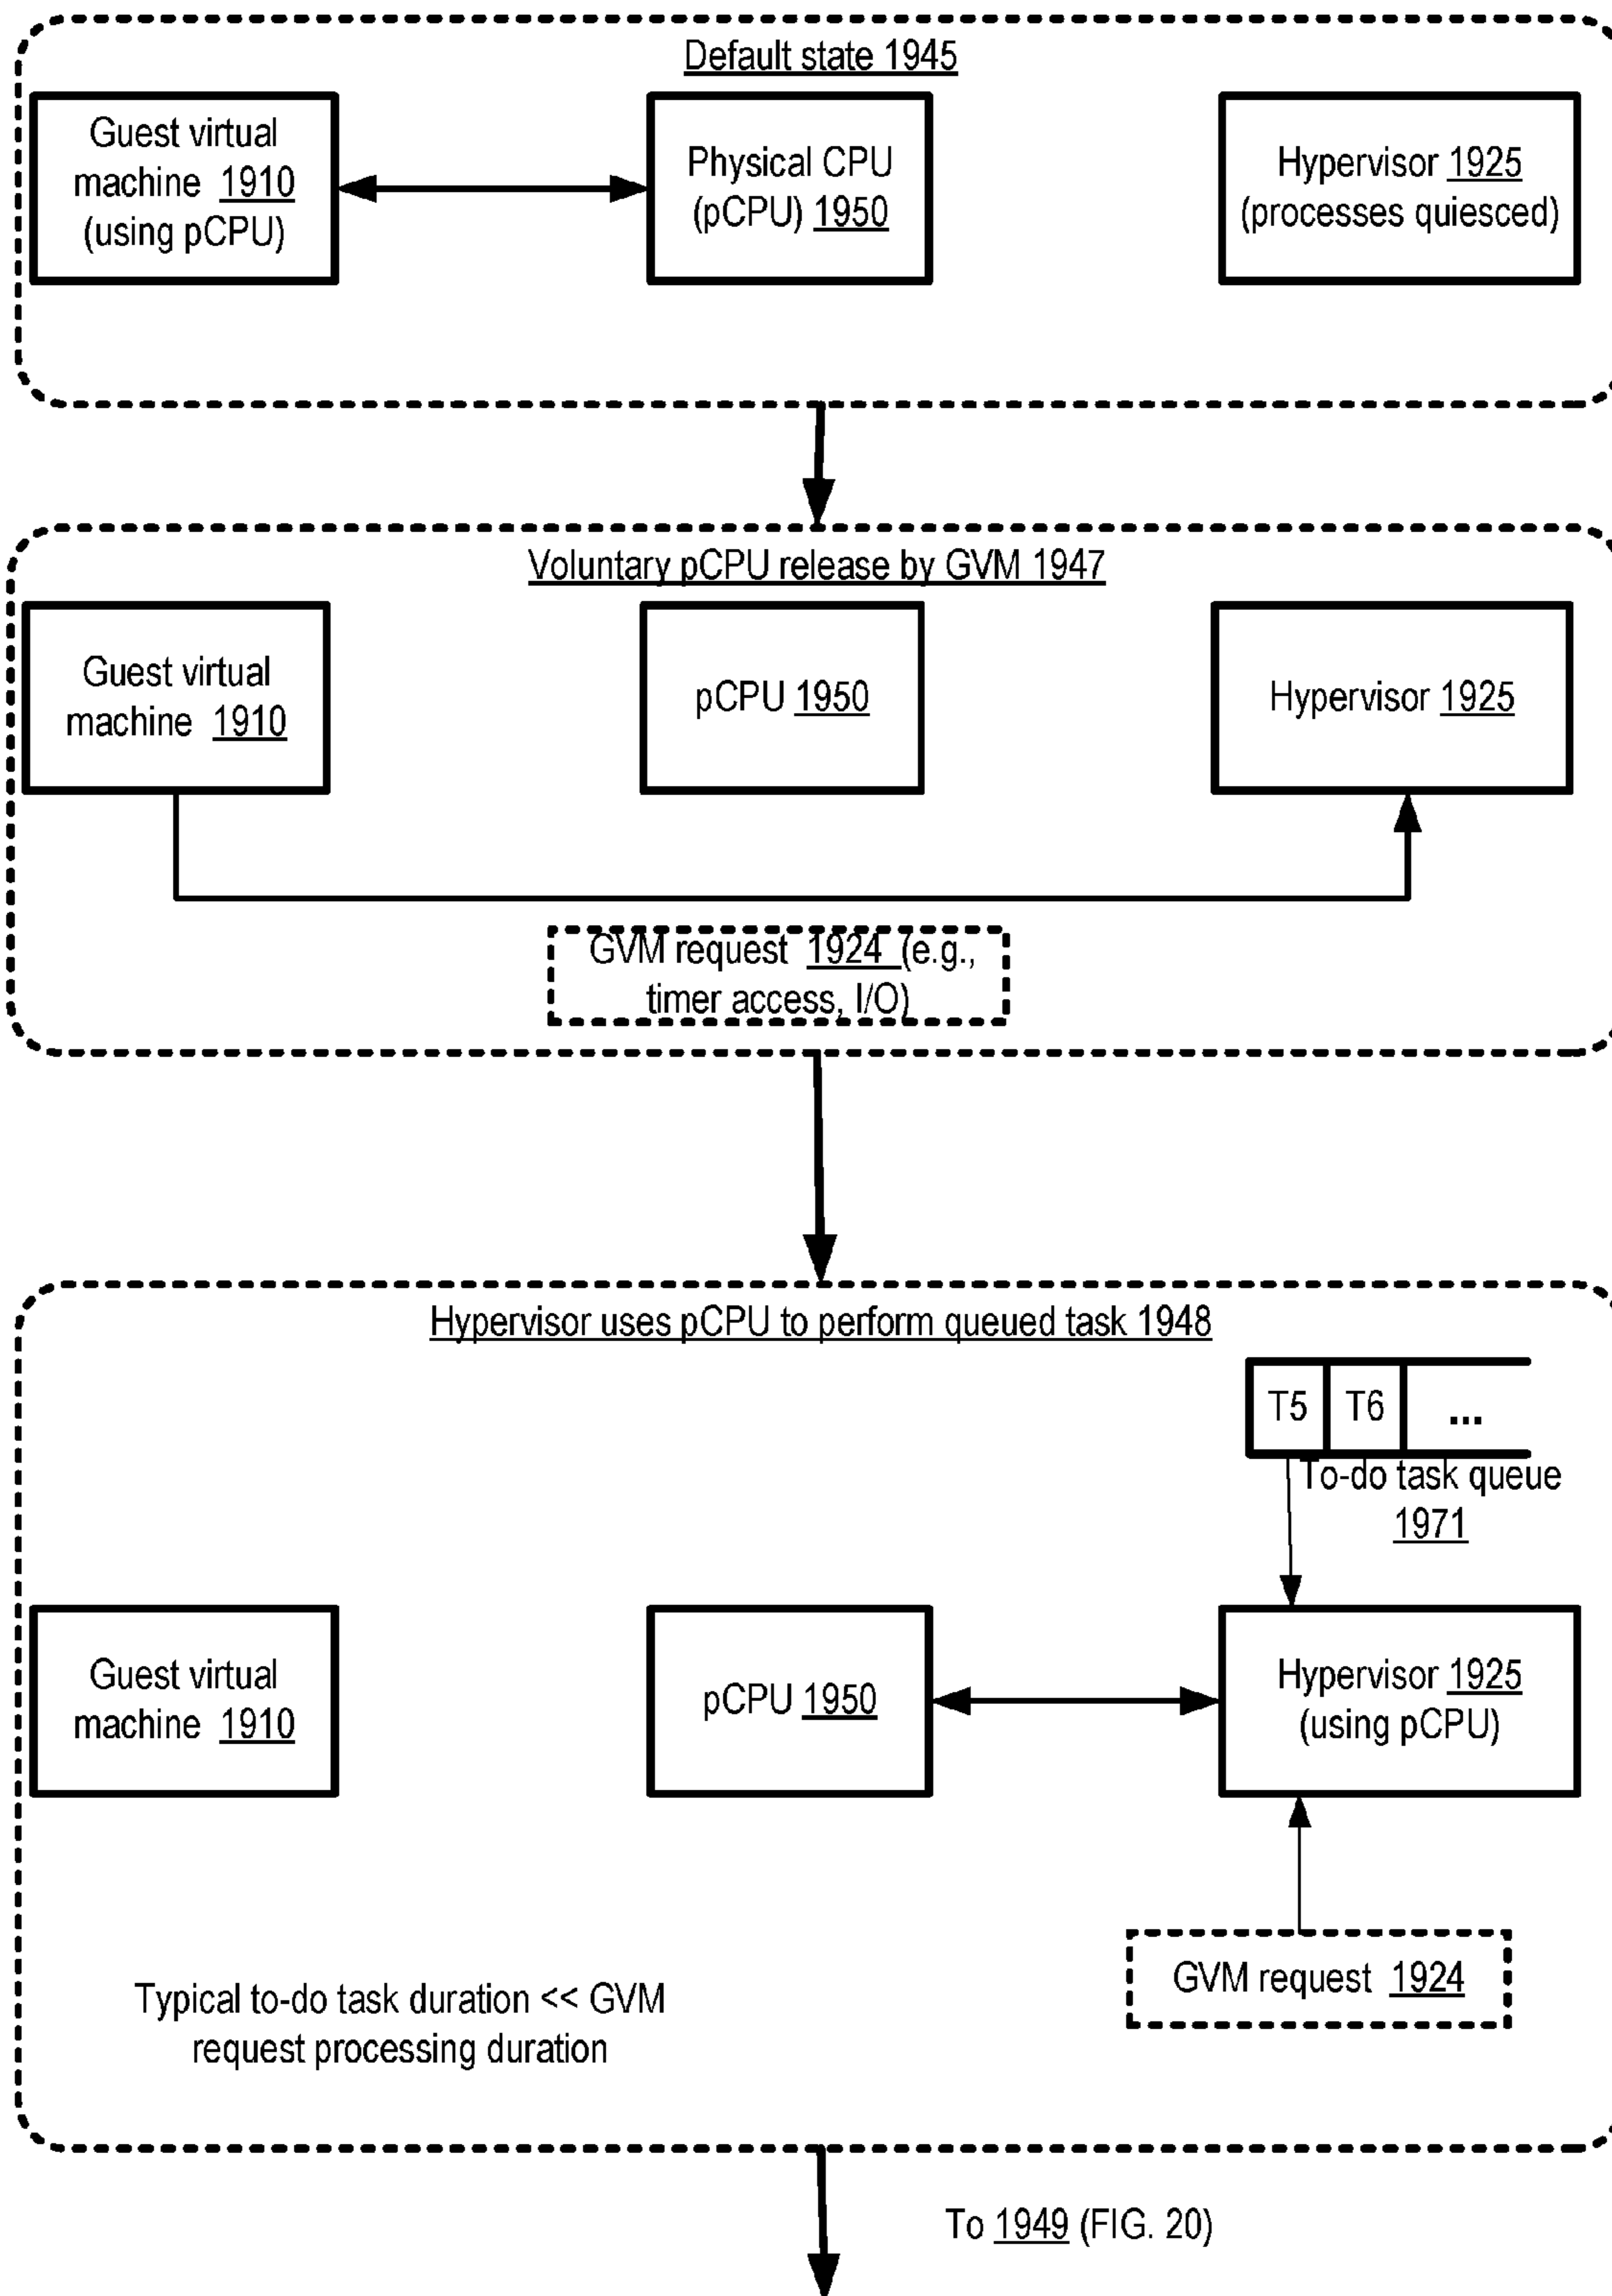 Default state 1945
Guest virtual
machine 1910
(using pCPU)
Physical CPU
(pCPU) 1950
Hypervisor 1925
(processes quiesced)
Voluntary pCPU release by GVM 1947
Guest virtual
machine 1910
pCPU 1950
Hypervisor 1925
GVM request 1924 (e.g.,
timer access, I/O)
Hypervisor uses pCPU to perform queued task 1948
T5 T6 ...
To-do task queue
1971
Guest virtual
machine 1910
pCPU 1950
Hypervisor 1925
(using pCPU)
GVM request 1924
Typical to-do task duration << GVM
request processing duration
To 1949 (FIG. 20)